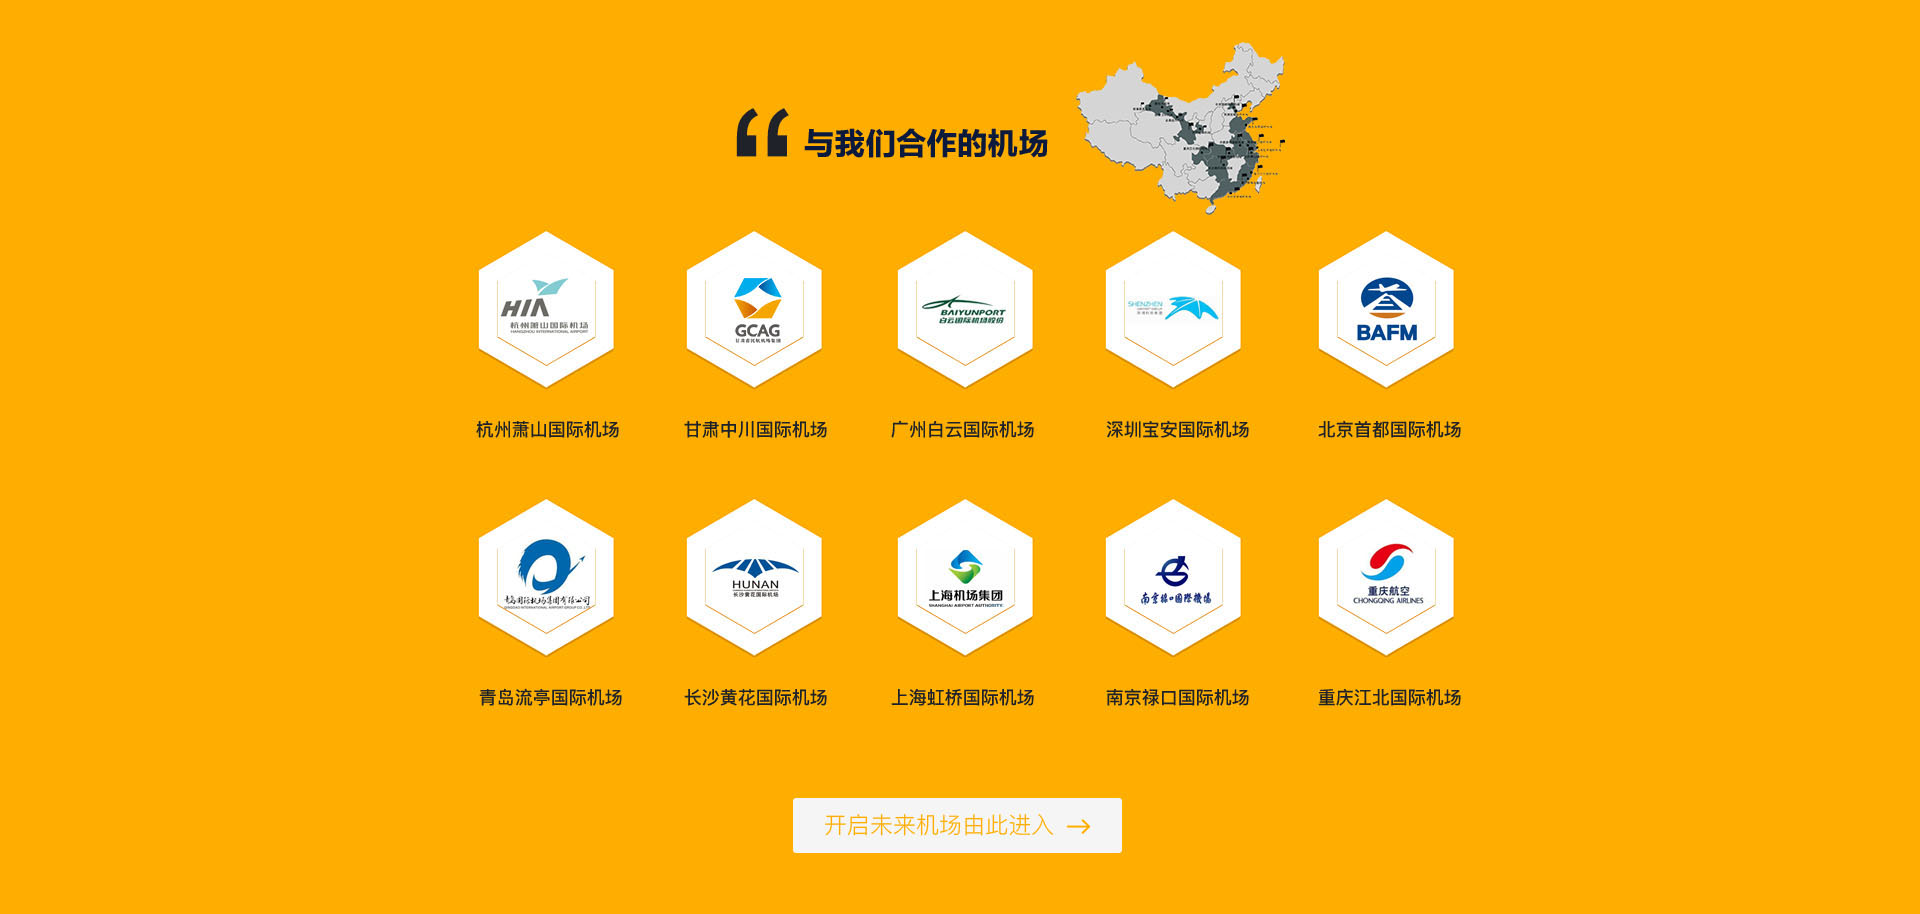 与我们合作的机场
HIA
杭州萧山国际机场
HANGZHOU INTERNATIONAL AIRPORT
GCAG
甘肃省民航机场集团
BAIYUNPORT
白云国际机场股份
SHENZHEN
BAFM
杭州萧山国际机场
甘肃中川国际机场
广州白云国际机场
深圳宝安国际机场
北京首都国际机场
青岛国际机场集团有限公司
QINGDAO INTERNATIONAL AIRPORT GROUP CO.,LTD
HUNAN
长沙黄花国际机场
上海机场集团
SHANGHAI AIRPORT AUTHORITY
南京禄口國際機場
重庆航空
CHONGQING AIRLINES
青岛流亭国际机场
长沙黄花国际机场
上海虹桥国际机场
南京禄口国际机场
重庆江北国际机场
开启未来机场由此进入 →